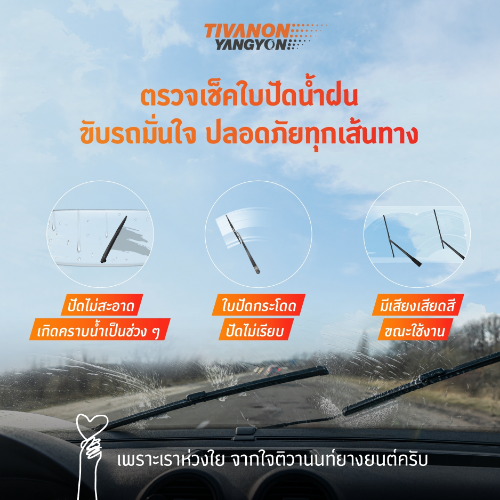 TIVANON
YANGYON
ตรวจเช็คใบปัดน้ำฝน
ขับรถมั่นใจ ปลอดภัยทุกเส้นทาง
ปัดไม่สะอาด
เกิดคราบน้ำเป็นช่วง ๆ
ใบปัดกระโดด
ปัดไม่เรียบ
มีเสียงเสียดสี
ขณะใช้งาน
เพราะเราห่วงใย จากใจติวานนท์ยางยนต์ครับ